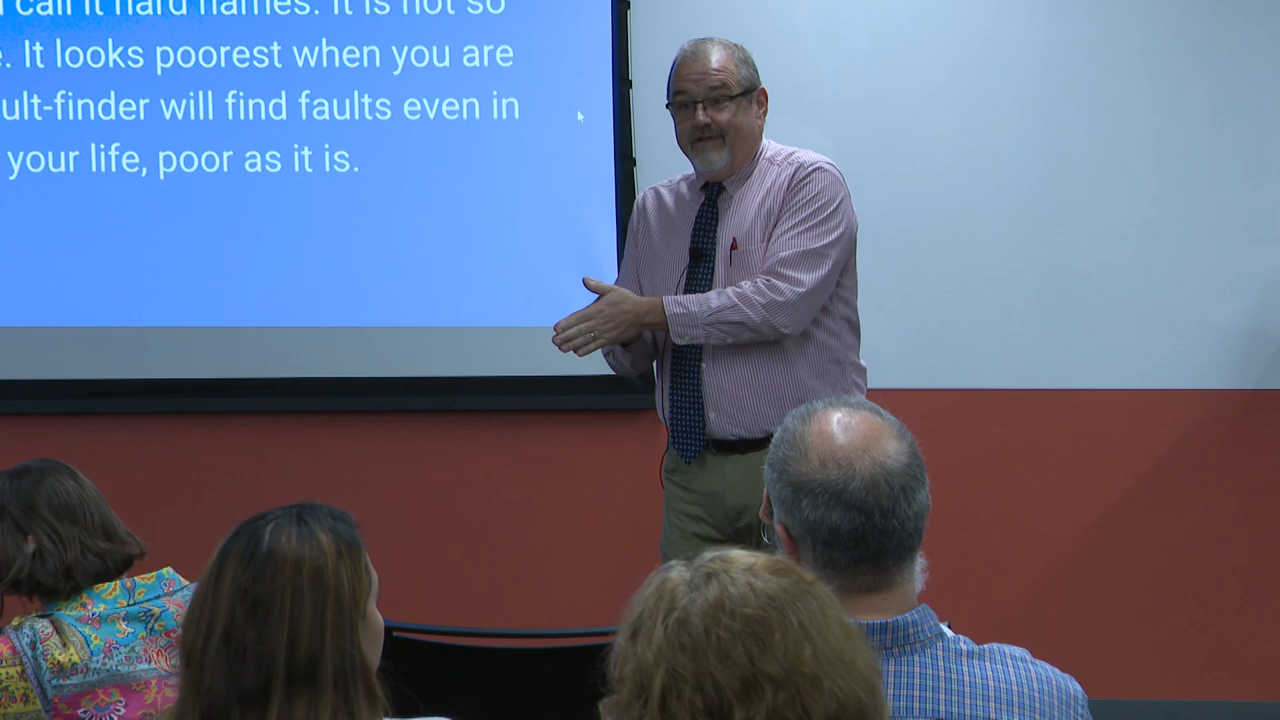 call it hard names. It is not so
. It looks poorest when you are
ult-finder will find faults even in
your life, poor as it is.